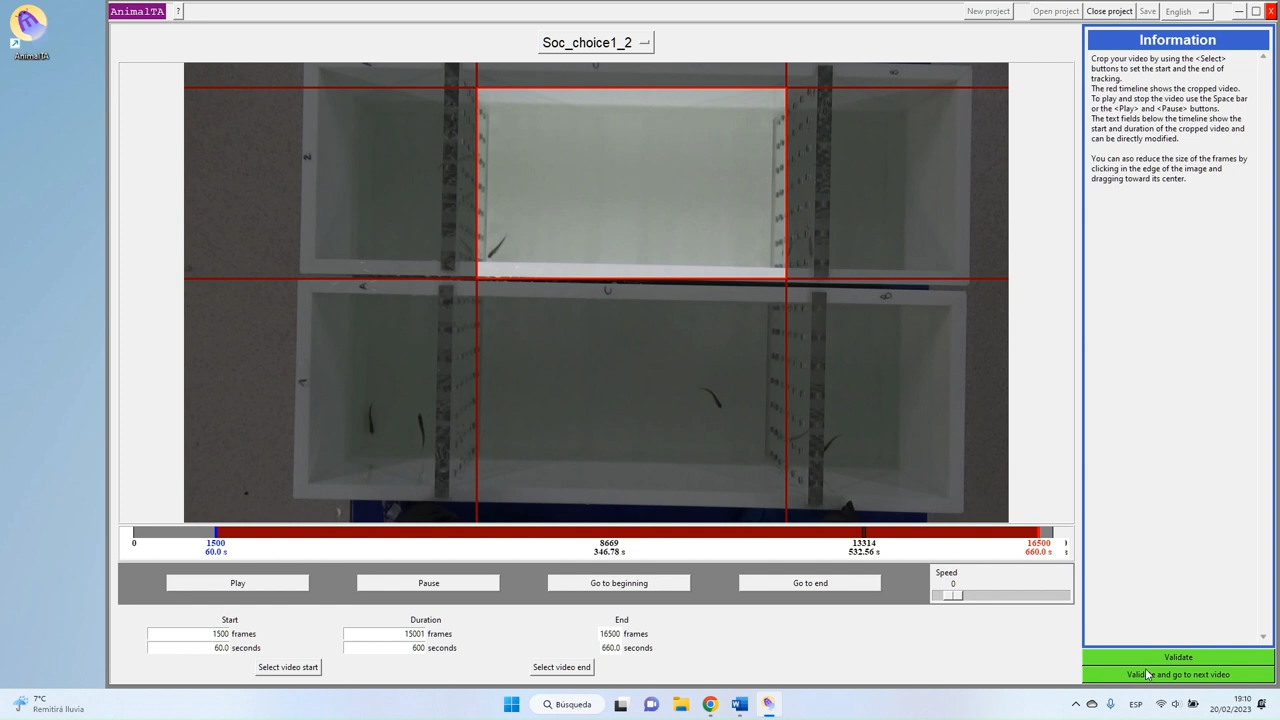 AnimalTA
AnimalTA ?
New project Open project Close project Save English X
Soc_choice1_2
Information
Crop your video by using the <Select>
buttons to set the start and the end of
tracking.
The red timeline shows the cropped video.
To play and stop the video use the Space bar
or the <Play> and <Pause> buttons.
The text fields below the timeline show the
start and duration of the cropped video and
can be directly modified.
You can aso reduce the size of the frames by
clicking in the edge of the image and
dragging toward its center.
0 1500 8669 13314 16500
60.0 s 346.78 s 532.56 s 660.0 s s
Play Pause Go to beginning Go to end
Speed
0
Start Duration End
1500 frames 15001 frames 16500 frames
60.0 seconds 600 seconds 660.0 seconds
Select video start Select video end
Validate
Validate and go to next video
7°C
Remitirá lluvia
Búsqueda
ESP
19:10
20/02/2023